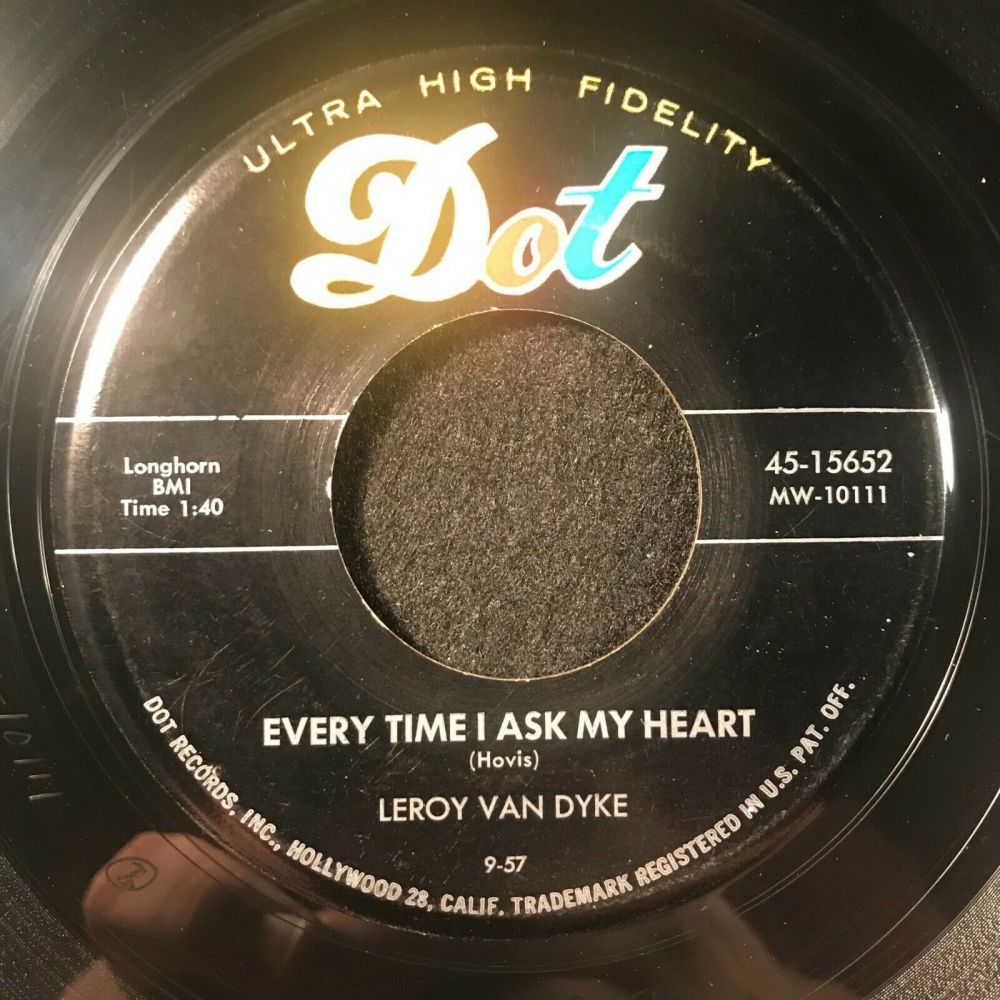 ULTRA HIGH FIDELITY
Dot
Longhorn
BMI
Time 1:40
45-15652
MW-10111
EVERY TIME I ASK MY HEART
(Hovis)
LEROY VAN DYKE
9-57
DOT RECORDS, INC., HOLLYWOOD 28, CALIF. TRADEMARK REGISTERED IN U.S. PAT. OFF.